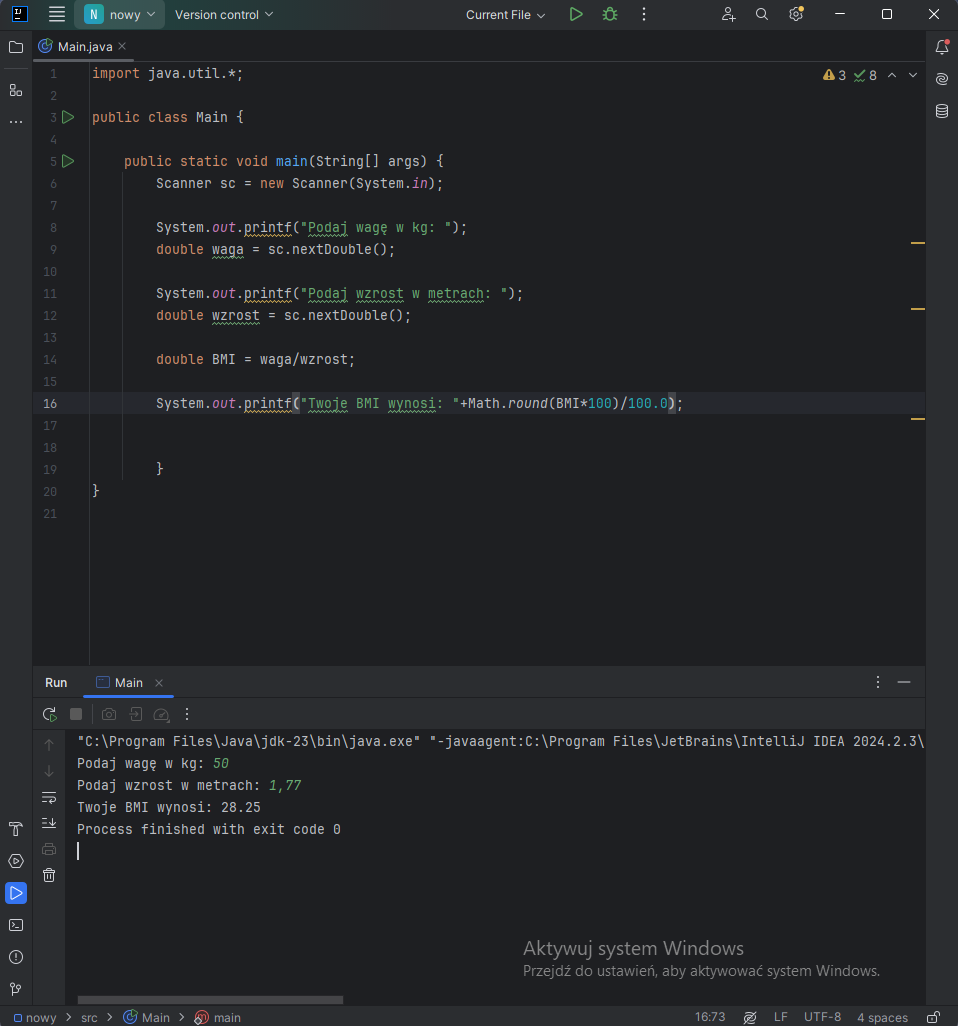 N nowy Version control Current File
Main.java
3 8
1 import java.util.*;
2
3 public class Main {
4
5 public static void main(String[] args) {
6 Scanner sc = new Scanner(System.in);
7
8 System.out.printf("Podaj wagę w kg: ");
9 double waga = sc.nextDouble();
10
11 System.out.printf("Podaj wzrost w metrach: ");
12 double wzrost = sc.nextDouble();
13
14 double BMI = waga/wzrost;
15
16 System.out.printf("Twoje BMI wynosi: "+Math.round(BMI*100)/100.0);
17
18
19 }
20 }
21
Run Main
"C:\Program Files\Java\jdk-23\bin\java.exe" "-javaagent:C:\Program Files\JetBrains\IntelliJ IDEA 2024.2.3\
Podaj wagę w kg: 50
Podaj wzrost w metrach: 1,77
Twoje BMI wynosi: 28.25
Process finished with exit code 0
Aktywuj system Windows
Przejdź do ustawień, aby aktywować system Windows.
nowy > src > Main > main 16:73 LF UTF-8 4 spaces